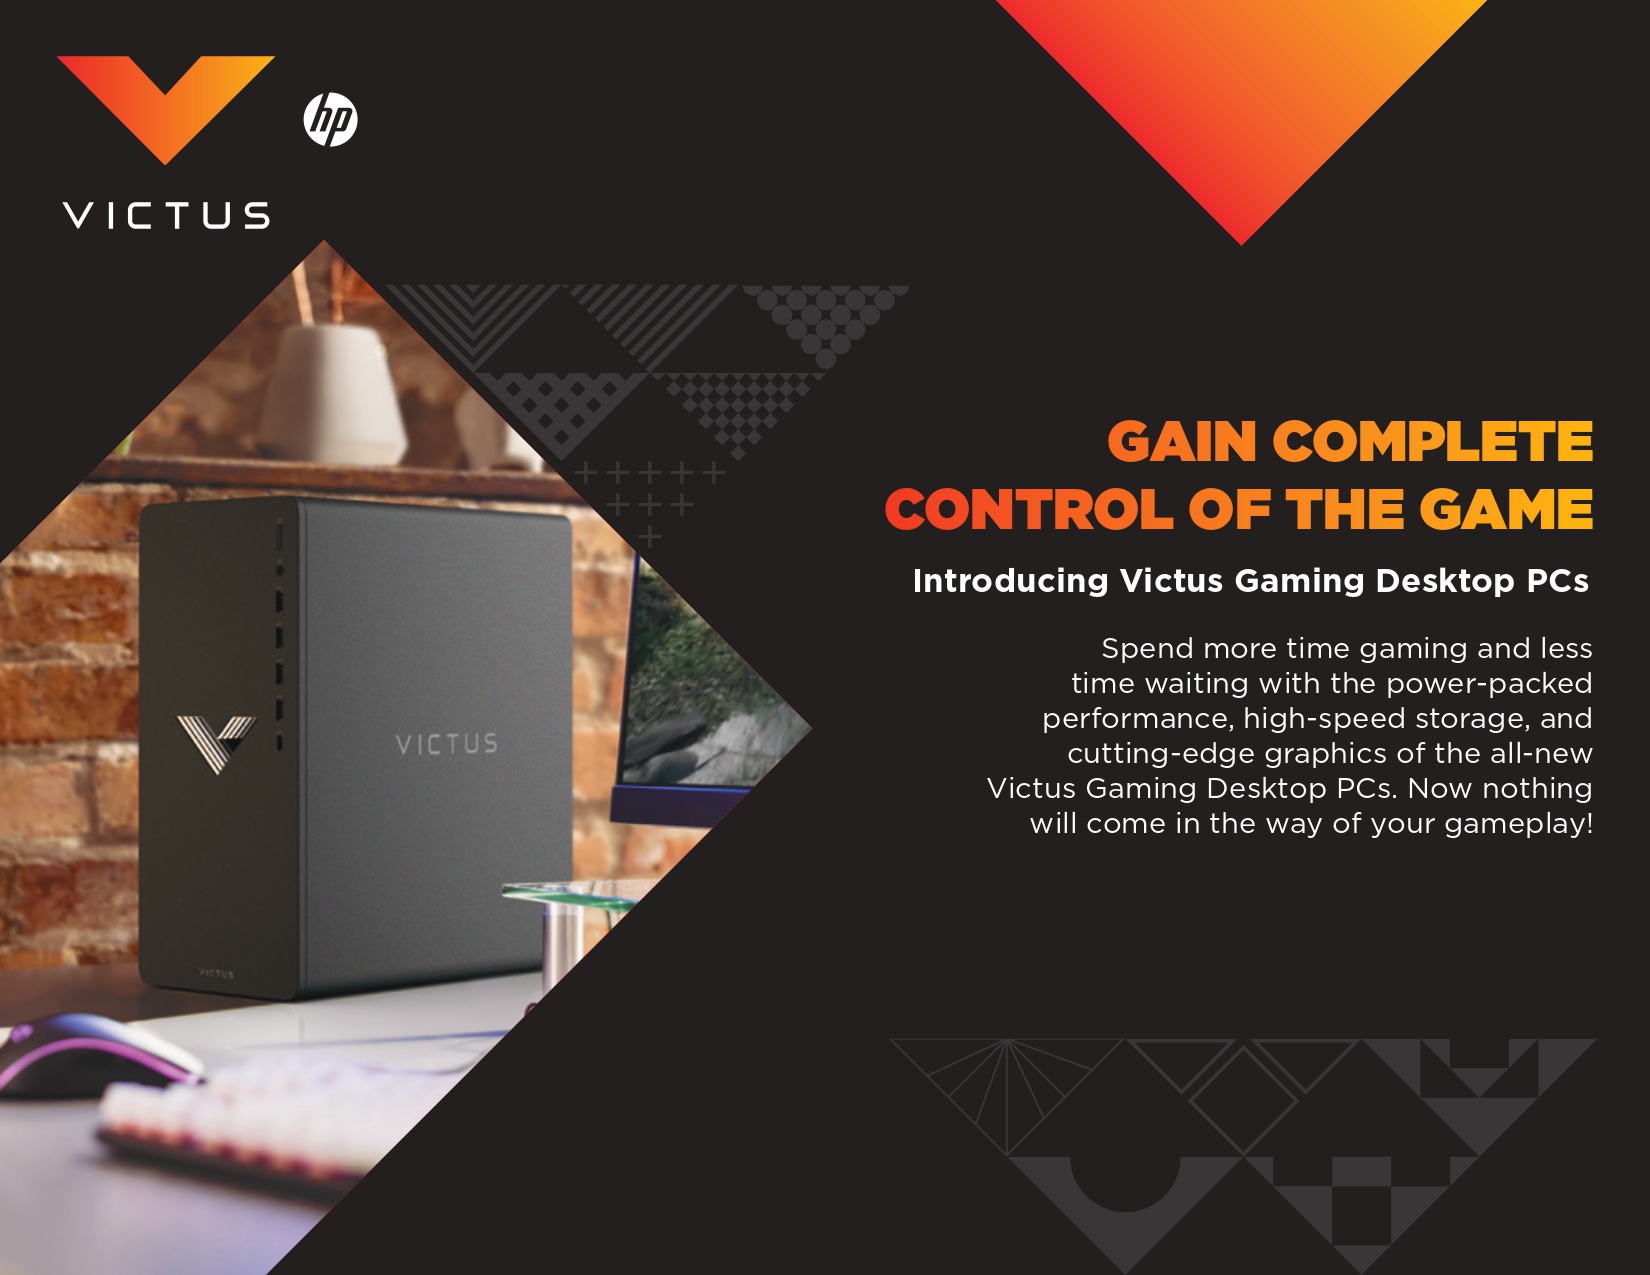 hp
VICTUS
GAIN COMPLETE
CONTROL OF THE GAME
Introducing Victus Gaming Desktop PCs
Spend more time gaming and less
time waiting with the power-packed
performance, high-speed storage, and
cutting-edge graphics of the all-new
Victus Gaming Desktop PCs. Now nothing
will come in the way of your gameplay!
VICTUS
VICTUS